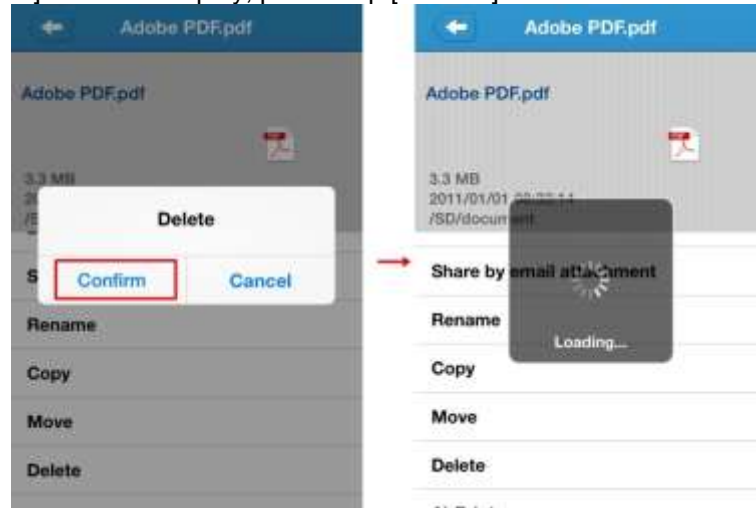 Adobe PDF.pdf
Adobe PDF.pdf
3.3 MB
Delete
Confirm
Cancel
Rename
Copy
Move
Delete
Adobe PDF.pdf
Adobe PDF.pdf
3.3 MB
2011/01/01
/SD/document
Share by email attachment
Rename
Loading...
Copy
Move
Delete